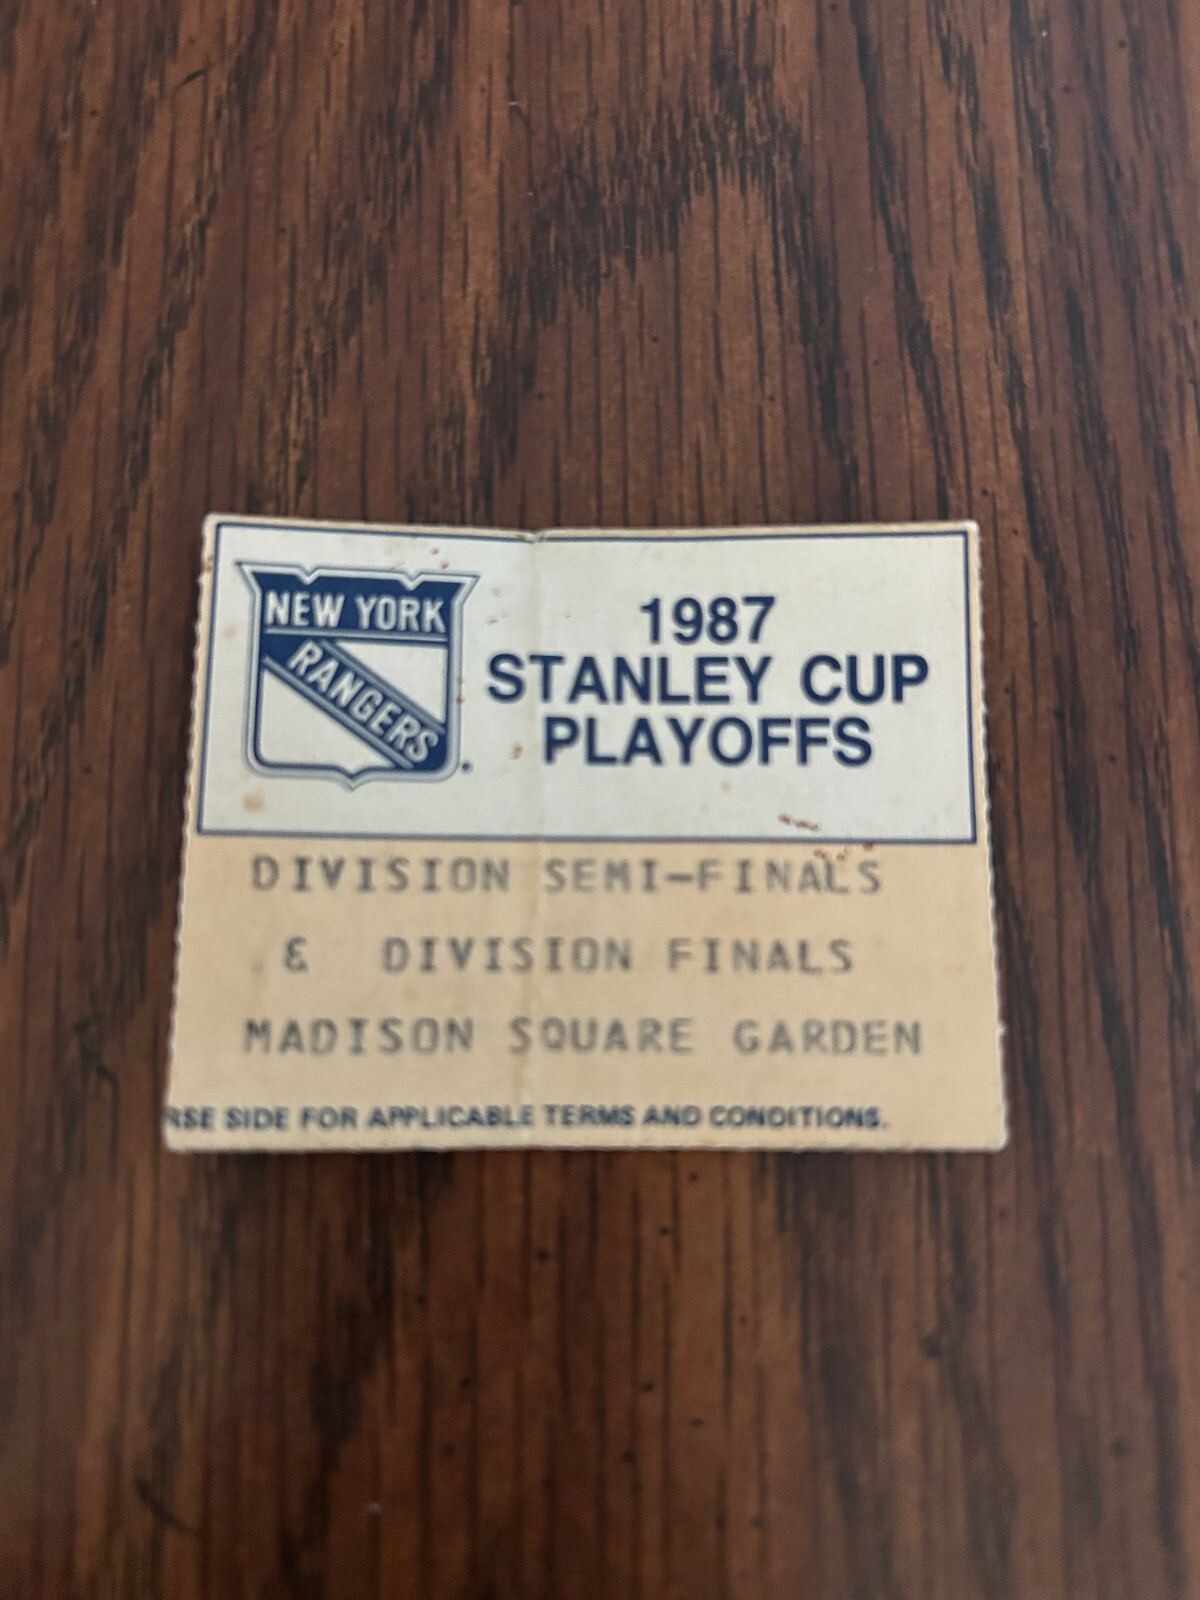 NEW YORK
RANGERS
1987
STANLEY CUP
PLAYOFFS
DIVISION SEMI-FINALS
& DIVISION FINALS
MADISON SQUARE GARDEN
RSE SIDE FOR APPLICABLE TERMS AND CONDITIONS.